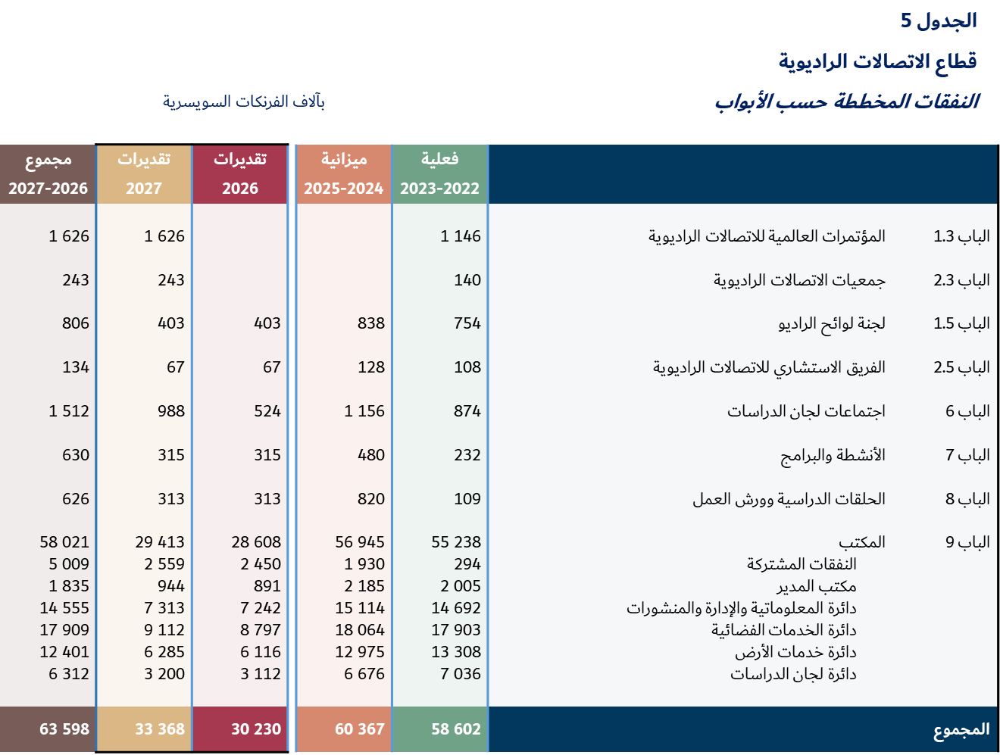 الجدول 5
قطاع الاتصالات الراديوية
النفقات المخططة حسب الأبواب
بآلاف الفرنكات السويسرية
فعلية ميزانية تقديرات تقديرات مجموع
2023-2022 2025-2024 2026 2027 2027-2026
الباب 1.3 المؤتمرات العالمية للاتصالات الراديوية 1 146 1 626 1 626
الباب 2.3 جمعيات الاتصالات الراديوية 140 243 243
الباب 1.5 لجنة لوائح الراديو 754 838 403 403 806
الباب 2.5 الفريق الاستشاري للاتصالات الراديوية 108 128 67 67 134
الباب 6 اجتماعات لجان الدراسات 874 1 156 524 988 1 512
الباب 7 الأنشطة والبرامج 232 480 315 315 630
الباب 8 الحلقات الدراسية وورش العمل 109 820 313 313 626
الباب 9 المكتب 55 238 56 945 28 608 29 413 58 021
النفقات المشتركة 294 1 930 2 450 2 559 5 009
مكتب المدير 2 005 2 185 891 944 1 835
دائرة المعلوماتية والإدارة والمنشورات 14 692 15 114 7 242 7 313 14 555
دائرة الخدمات الفضائية 17 903 18 064 8 797 9 112 17 909
دائرة خدمات الأرض 13 308 12 975 6 116 6 285 12 401
دائرة لجان الدراسات 7 036 6 676 3 112 3 200 6 312
المجموع 58 602 60 367 30 230 33 368 63 598